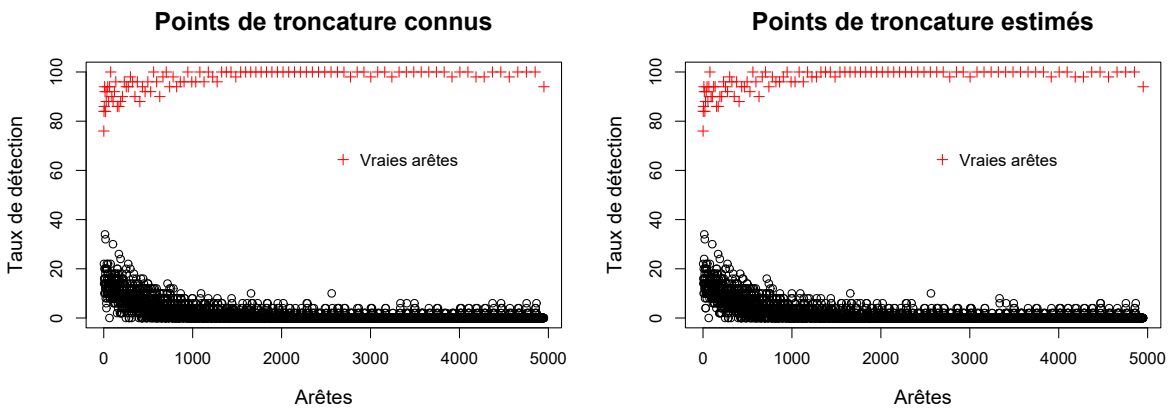 Points de troncature connus
Taux de détection
100
80
60
40
20
0
Vraies arêtes
0 1000 2000 3000 4000 5000
Arêtes
Points de troncature estimés
Taux de détection
100
80
60
40
20
0
Vraies arêtes
0 1000 2000 3000 4000 5000
Arêtes